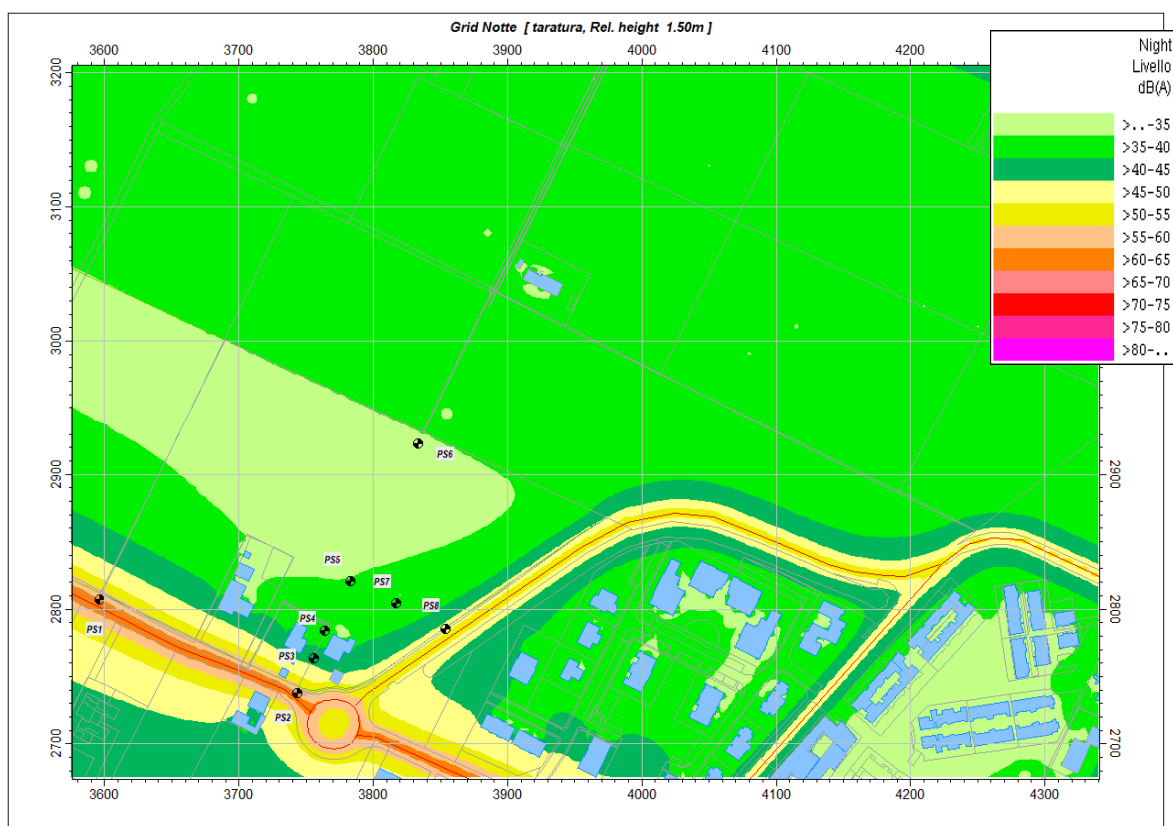 Grid Notte [ taratura, Rel. height 1.50m ]
3600 3700 3800 3900 4000 4100 4200
Night
Livello
dB(A)
>..-35
>35-40
>40-45
>45-50
>50-55
>55-60
>60-65
>65-70
>70-75
>75-80
>80-..
3200
3100
3000
2900 2900
2800 2800
2700 2700
PS6
PS5
PS7
PS8
PS4
PS1
PS3
PS2
3600 3700 3800 3900 4000 4100 4200 4300